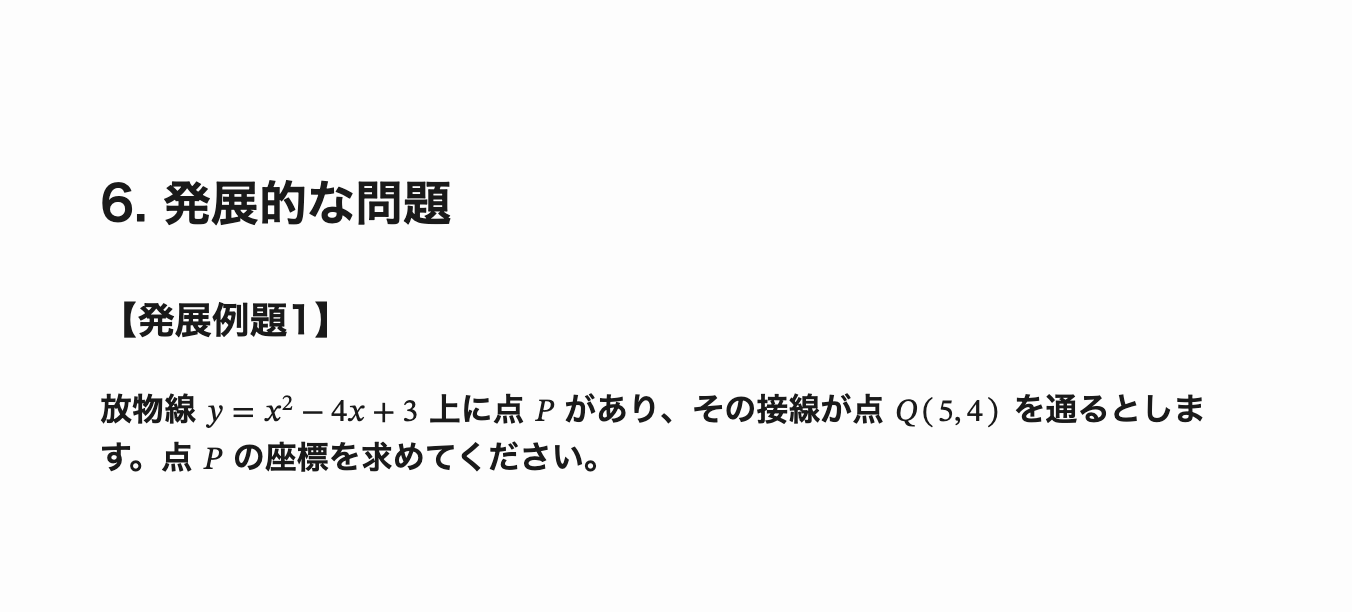 6. 発展的な問題
【発展例題1】
放物線 y = x² − 4x + 3 上に点 P があり、その接線が点 Q(5, 4) を通るとしま
す。点 P の座標を求めてください。